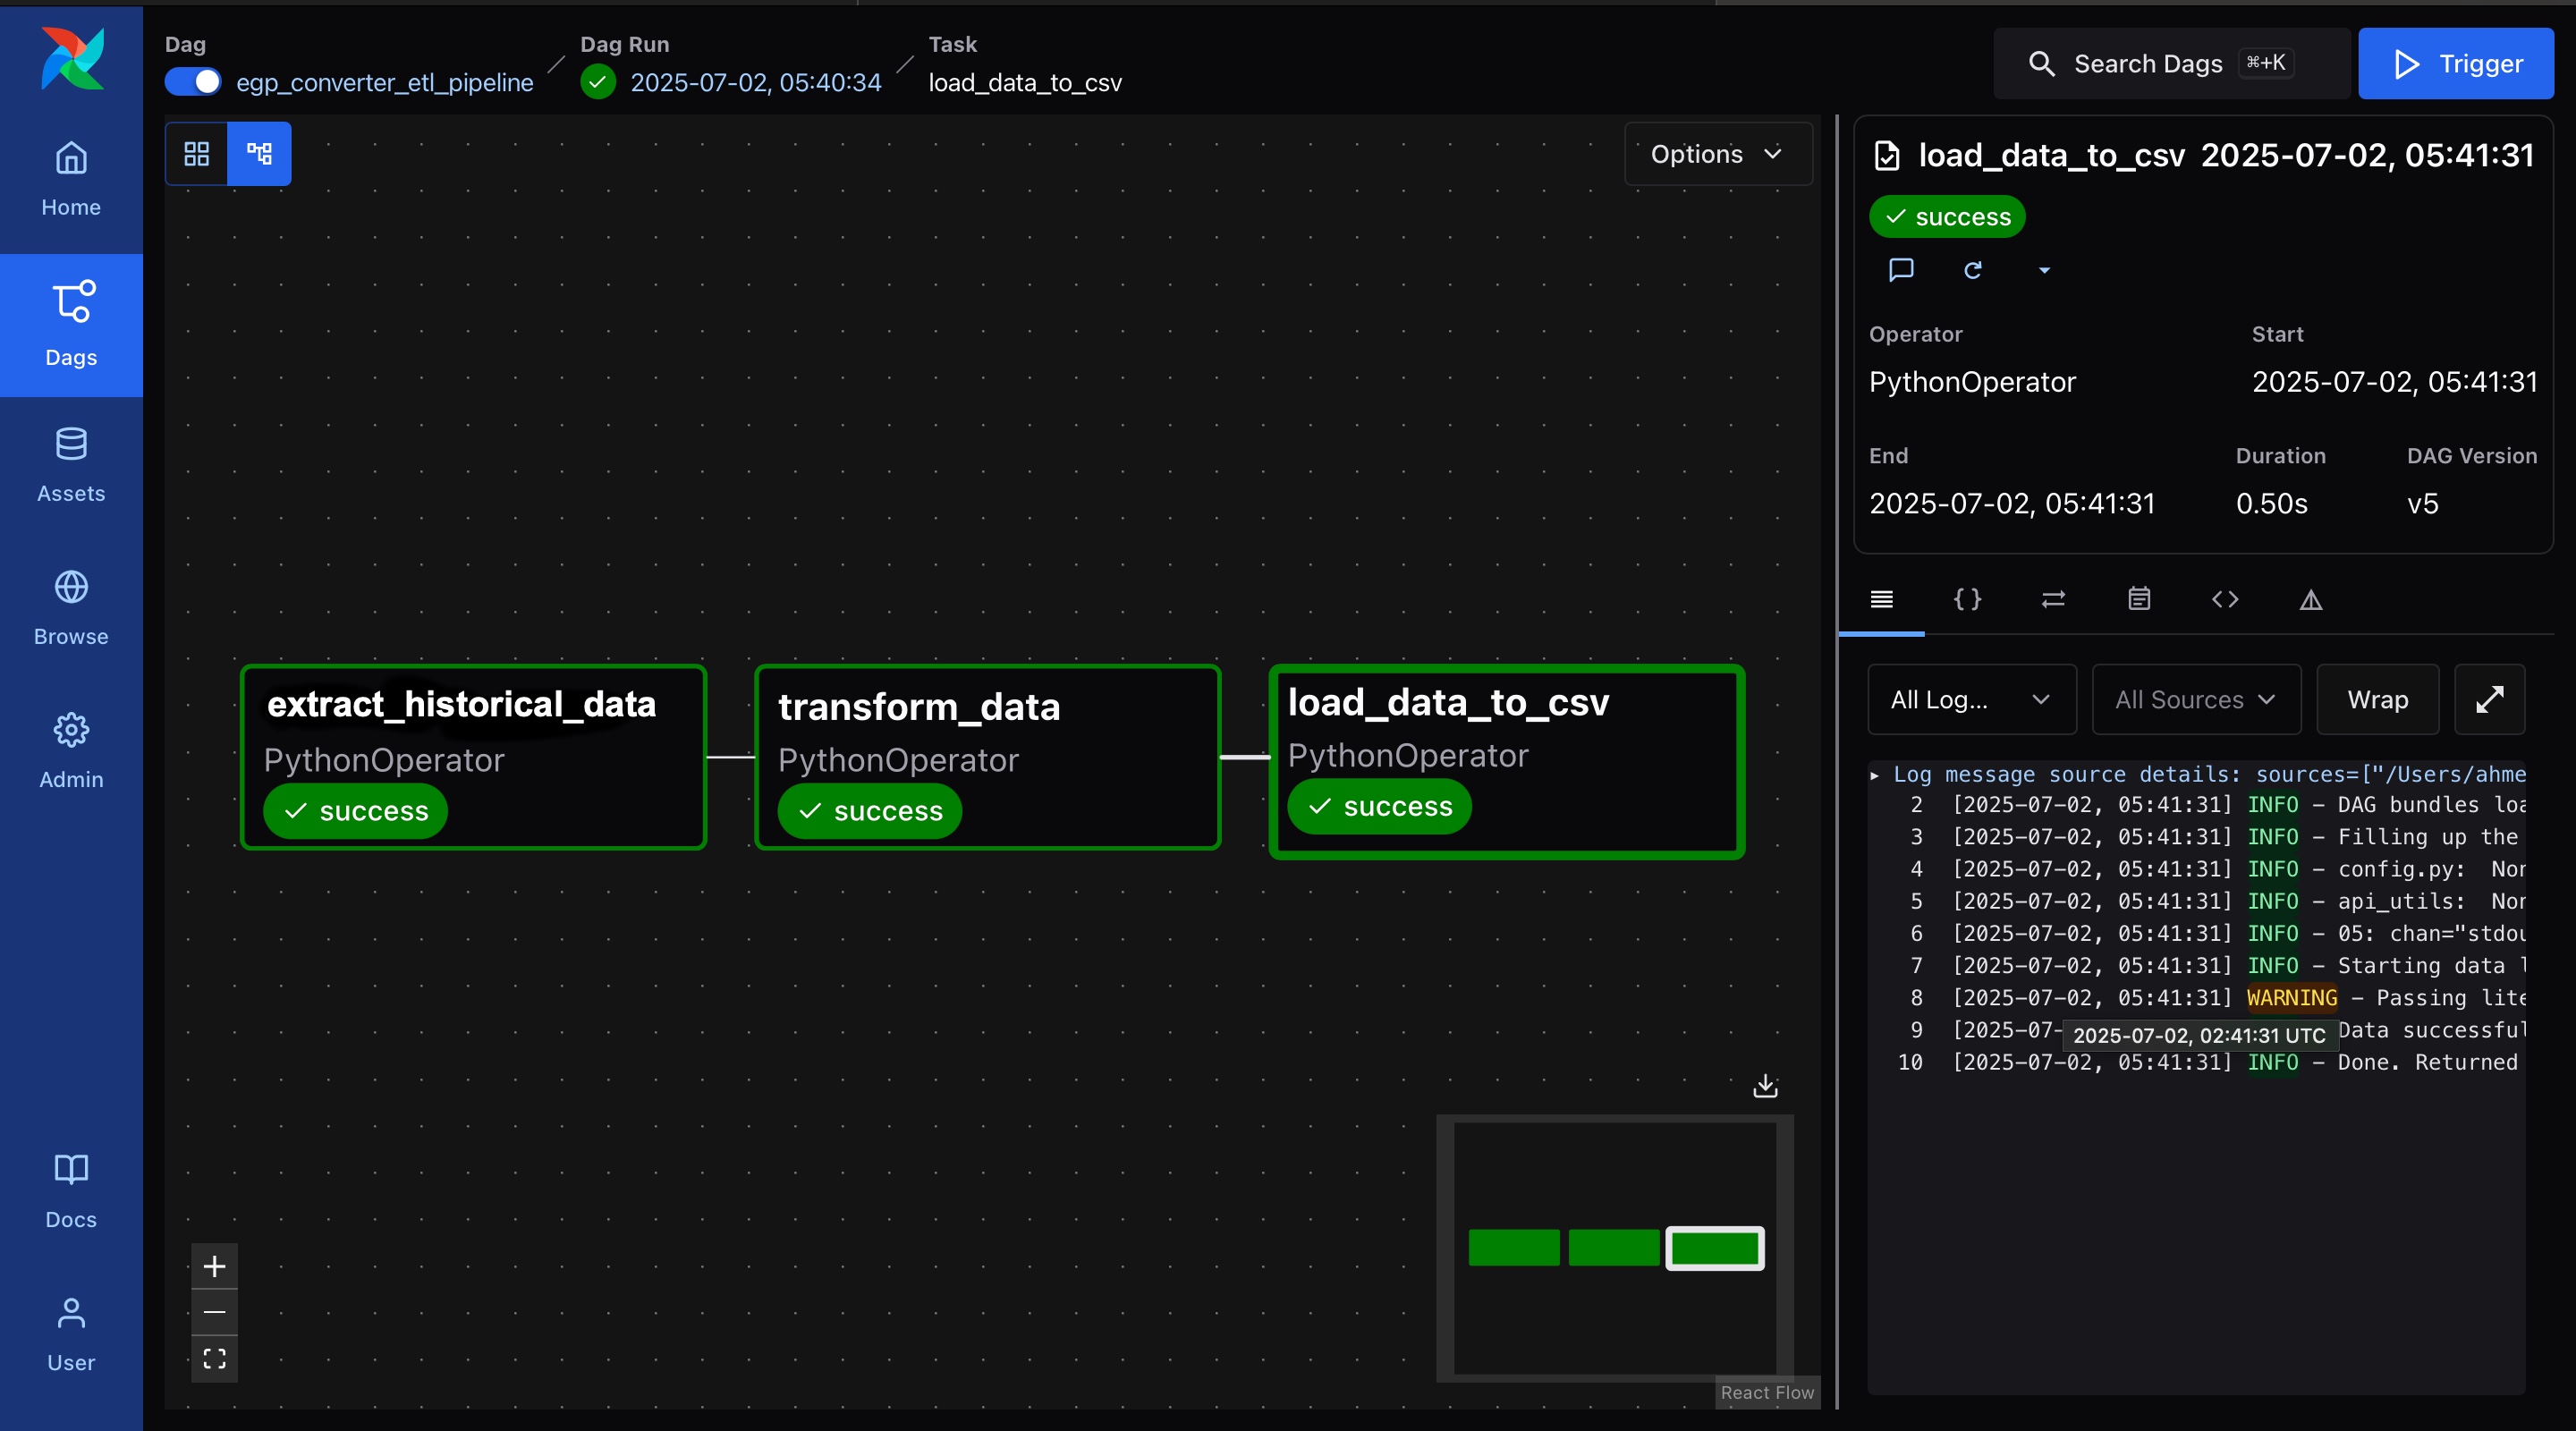 Dag
egp_converter_etl_pipeline
Dag Run
2025-07-02, 05:40:34
Task
load_data_to_csv
Search Dags ⌘+K
Trigger
Home
Dags
Assets
Browse
Admin
Docs
User
Options
extract_historical_data
PythonOperator
success
transform_data
PythonOperator
success
load_data_to_csv
PythonOperator
success
React Flow
load_data_to_csv 2025-07-02, 05:41:31
success
Operator
PythonOperator
Start
2025-07-02, 05:41:31
End
2025-07-02, 05:41:31
Duration
0.50s
DAG Version
v5
All Log...
All Sources
Wrap
Log message source details: sources=["/Users/ahme
2 [2025-07-02, 05:41:31] INFO - DAG bundles loa
3 [2025-07-02, 05:41:31] INFO - Filling up the
4 [2025-07-02, 05:41:31] INFO - config.py: Non
5 [2025-07-02, 05:41:31] INFO - api_utils: Non
6 [2025-07-02, 05:41:31] INFO - 05: chan="stdou
7 [2025-07-02, 05:41:31] INFO - Starting data l
8 [2025-07-02, 05:41:31] WARNING - Passing lite
9 [2025-07- Data successful
2025-07-02, 02:41:31 UTC
10 [2025-07-02, 05:41:31] INFO - Done. Returned